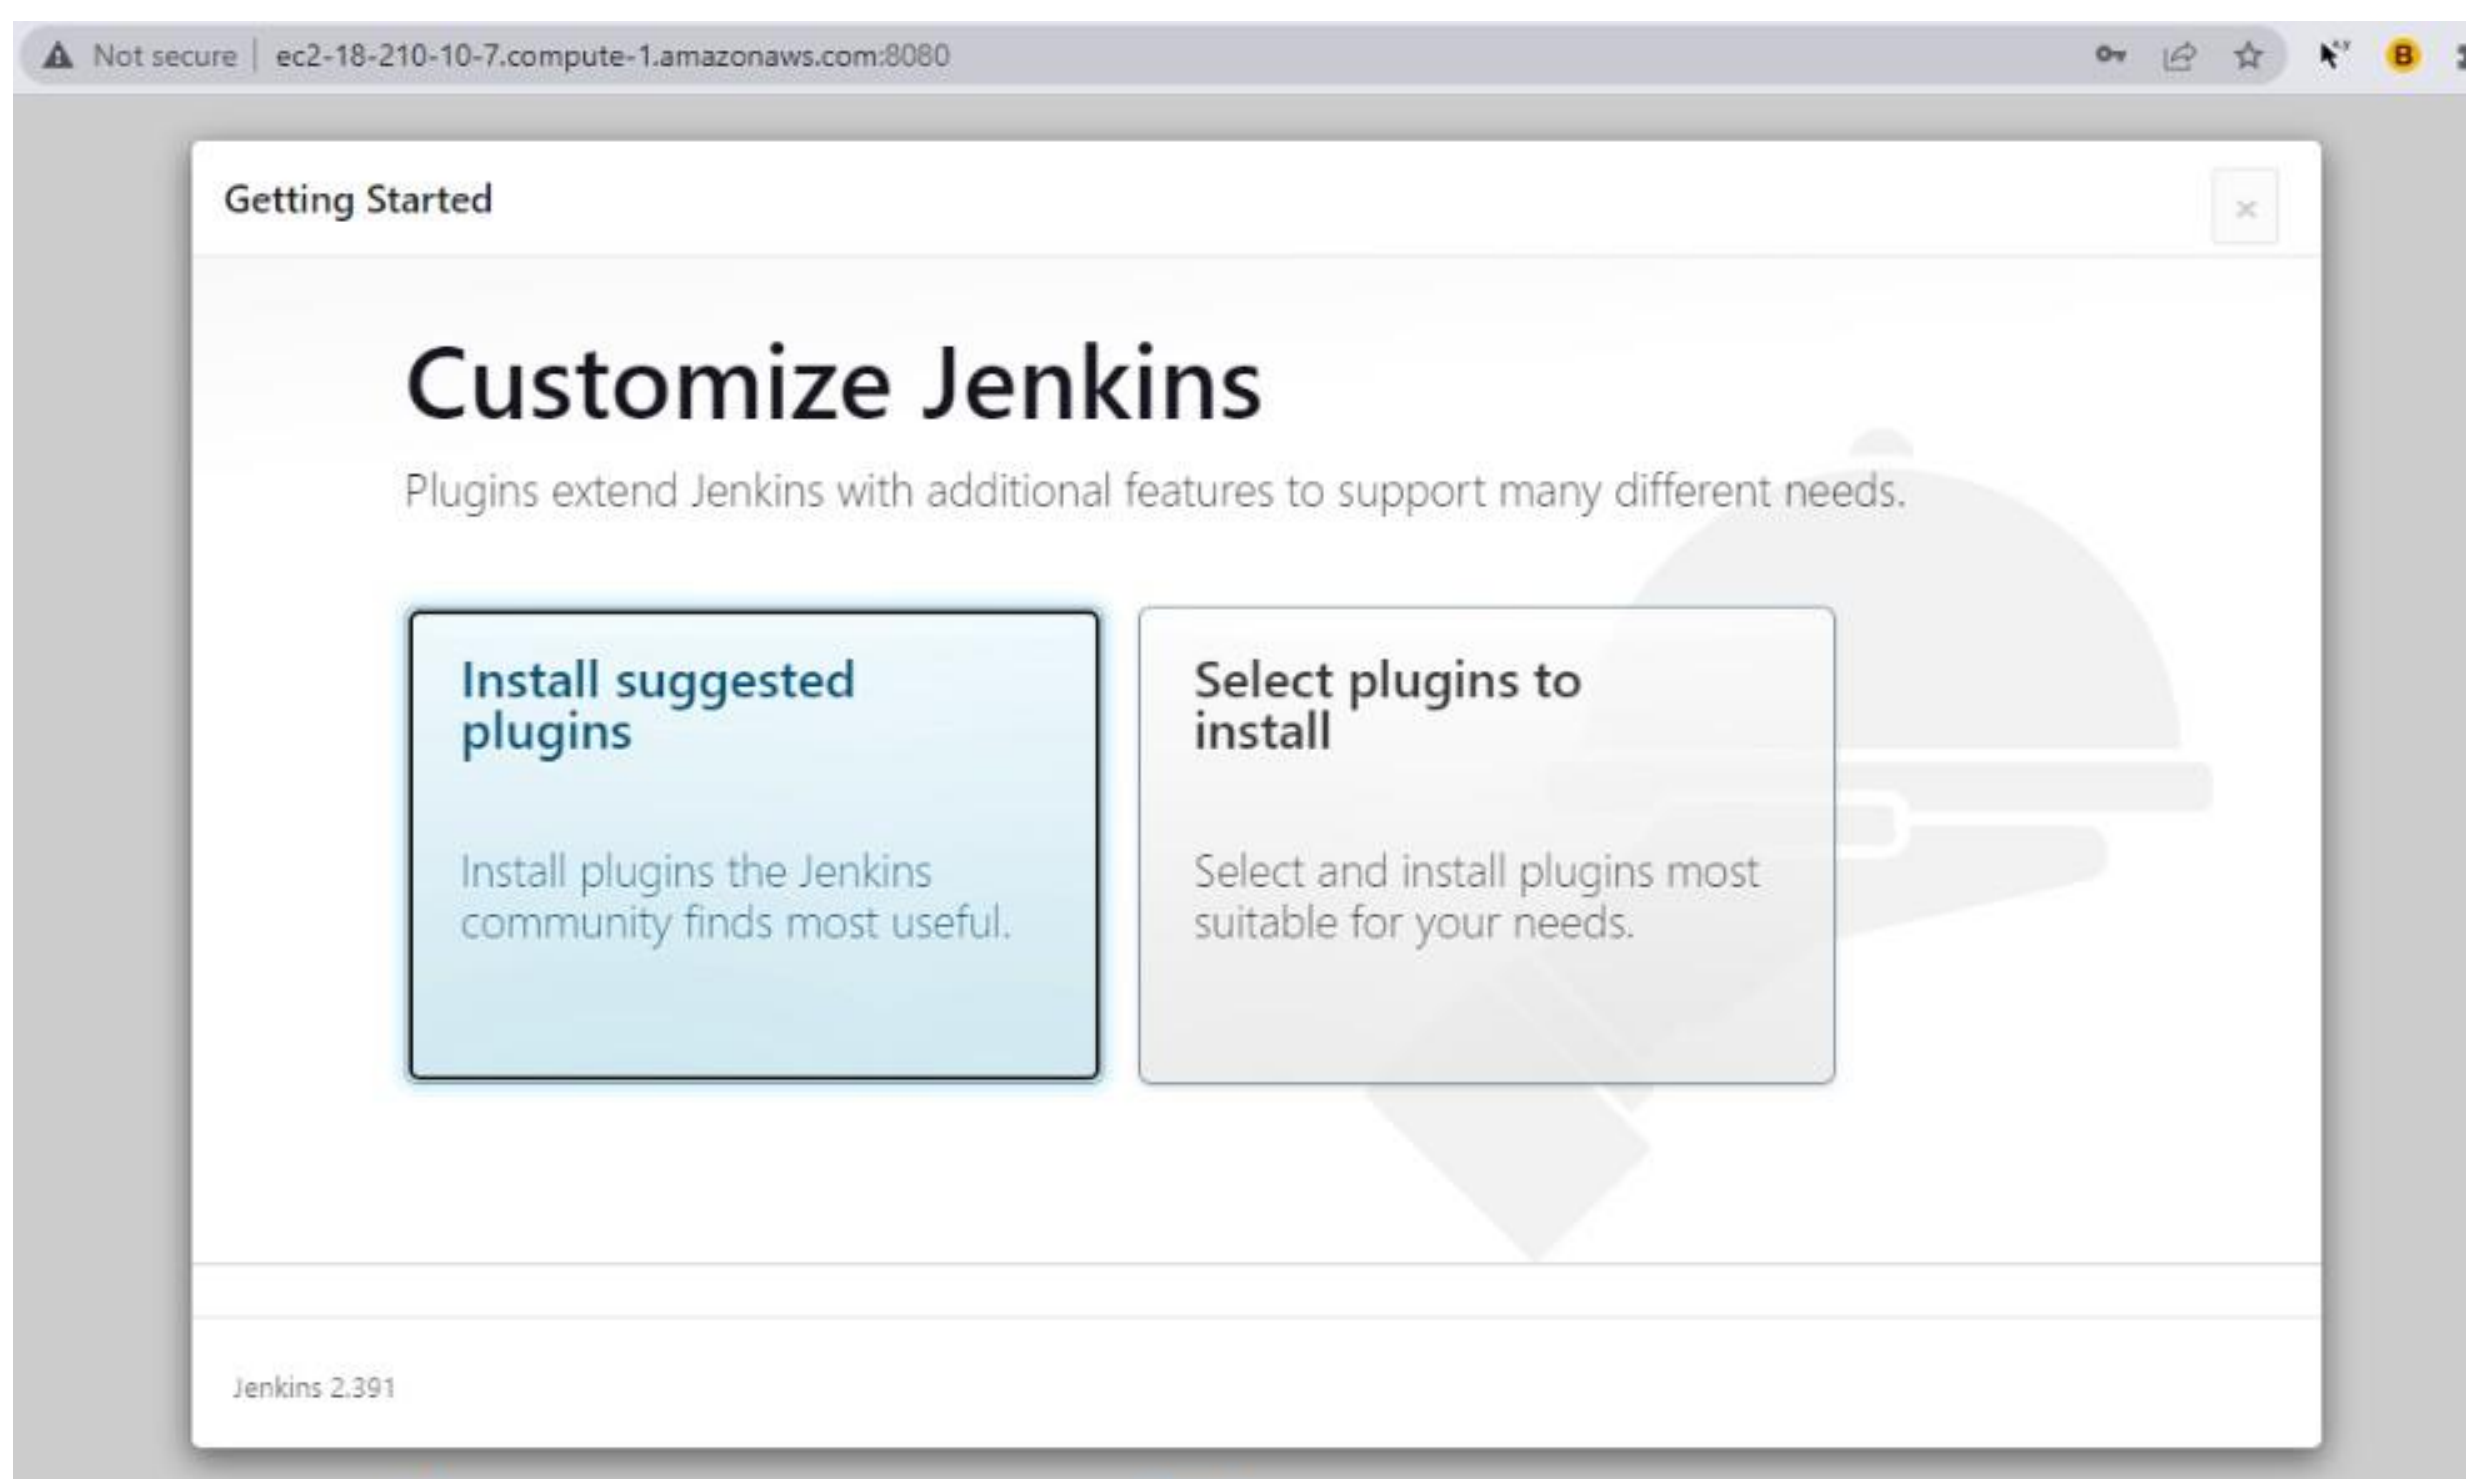 Not secure | ec2-18-210-10-7.compute-1.amazonaws.com:8080
B
Getting Started
×
Customize Jenkins
Plugins extend Jenkins with additional features to support many different needs.
Install suggested
plugins
Install plugins the Jenkins
community finds most useful.
Select plugins to
install
Select and install plugins most
suitable for your needs.
Jenkins 2.391